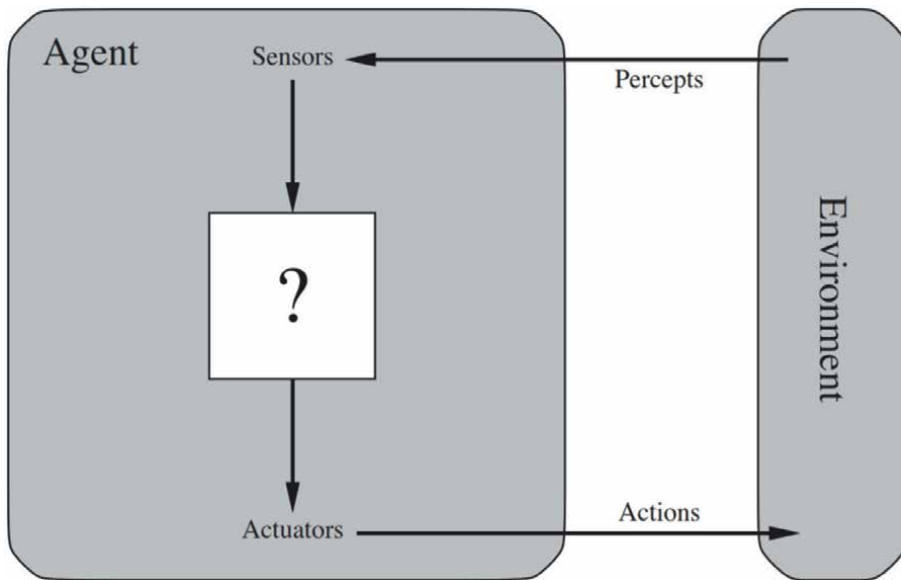 Agent
Sensors
Percepts
?
Environment
Actuators
Actions